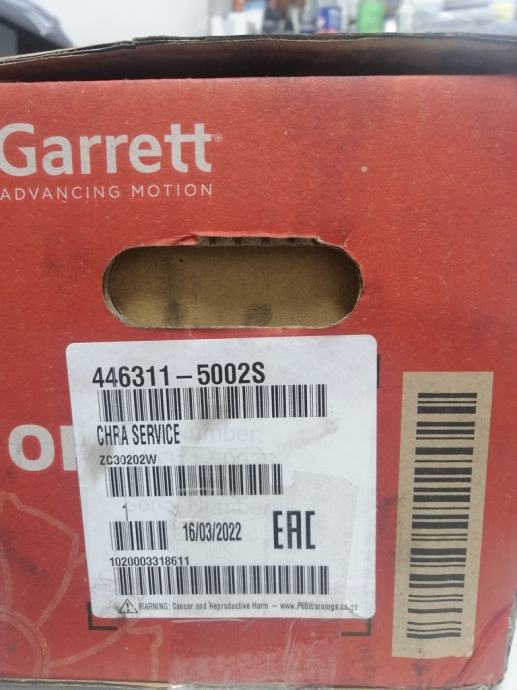 Garrett®
ADVANCING MOTION
446311-5002S
CHRA SERVICE
ZC30202W
1
16/03/2022
EAC
1020003318611
WARNING: Cancer and Reproductive Harm - www.P65Warnings.ca.gov